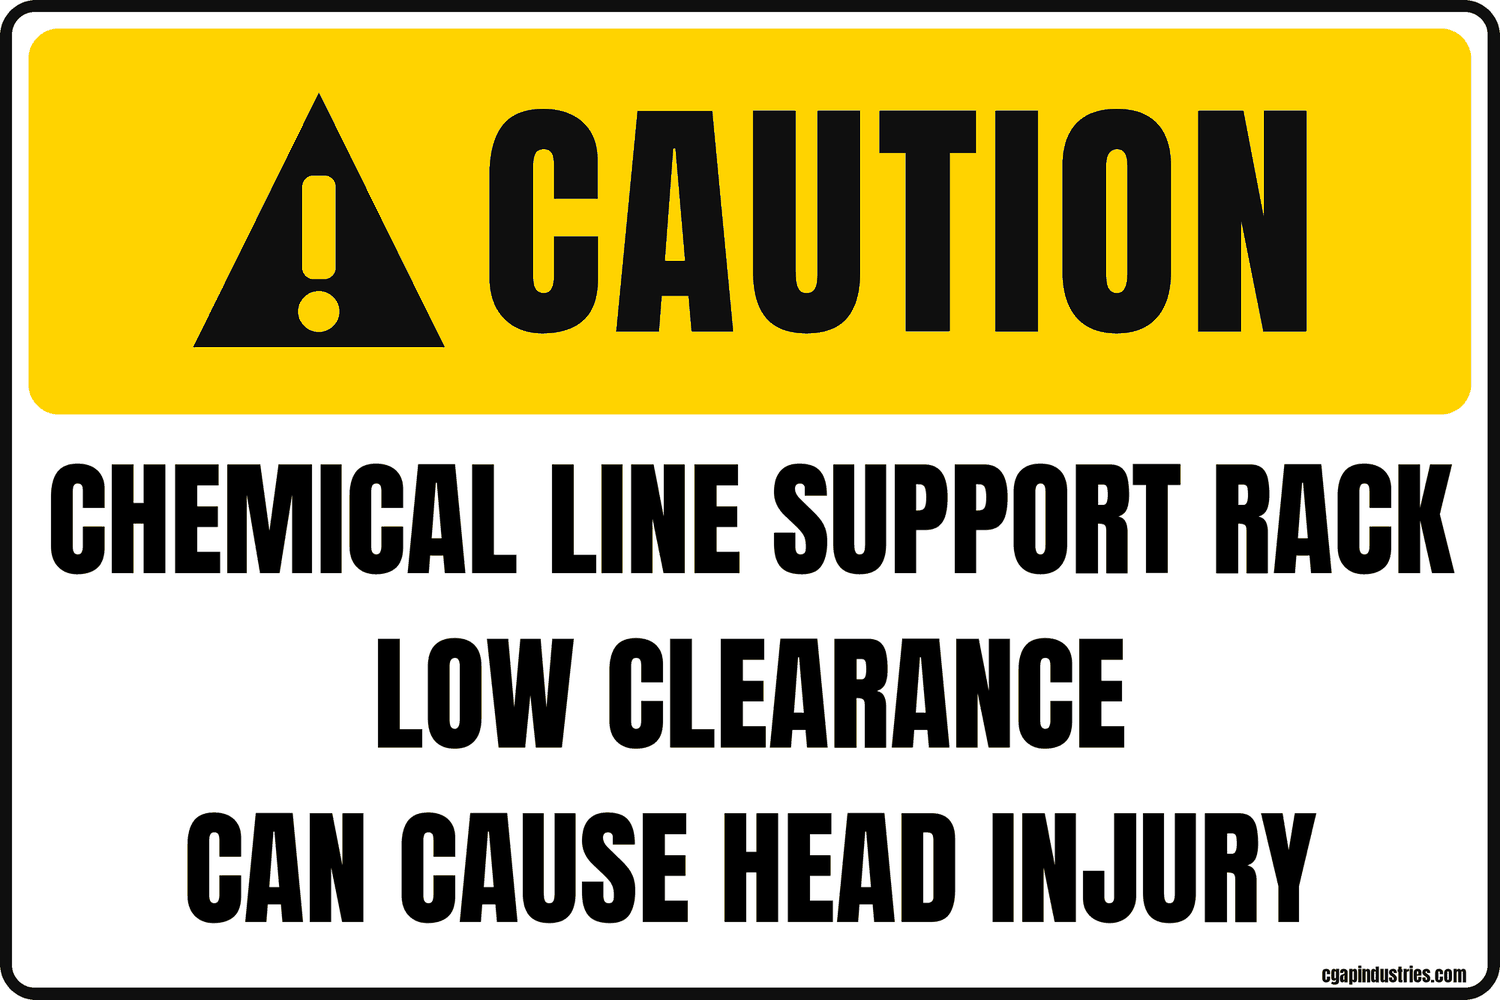 CAUTION
CHEMICAL LINE SUPPORT RACK
LOW CLEARANCE
CAN CAUSE HEAD INJURY
cgapindustries.com